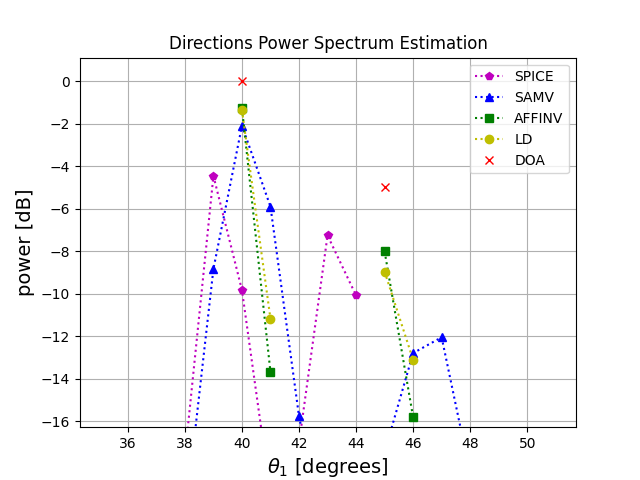 Directions Power Spectrum Estimation
SPICE
SAMV
AFFINV
LD
DOA
power [dB]
0
−2
−4
−6
−8
−10
−12
−14
−16
36 38 40 42 44 46 48 50
θ₁ [degrees]